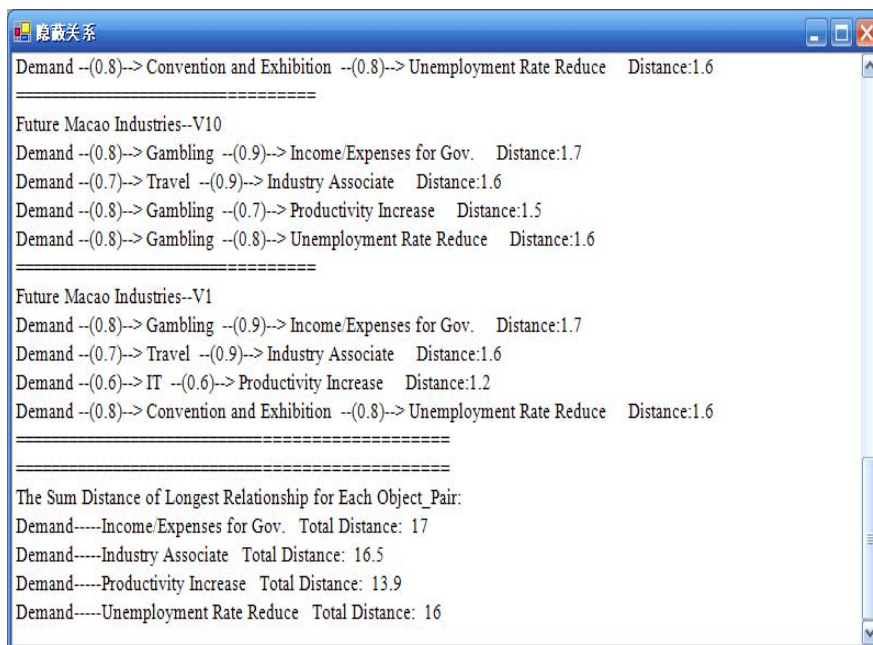 隐蔽关系
Demand --(0.8)--> Convention and Exhibition --(0.8)--> Unemployment Rate Reduce Distance:1.6
==================================
Future Macao Industries--V10
Demand --(0.8)--> Gambling --(0.9)--> Income/Expenses for Gov. Distance:1.7
Demand --(0.7)--> Travel --(0.9)--> Industry Associate Distance:1.6
Demand --(0.8)--> Gambling --(0.7)--> Productivity Increase Distance:1.5
Demand --(0.8)--> Gambling --(0.8)--> Unemployment Rate Reduce Distance:1.6
==================================
Future Macao Industries--V1
Demand --(0.8)--> Gambling --(0.9)--> Income/Expenses for Gov. Distance:1.7
Demand --(0.7)--> Travel --(0.9)--> Industry Associate Distance:1.6
Demand --(0.6)--> IT --(0.6)--> Productivity Increase Distance:1.2
Demand --(0.8)--> Convention and Exhibition --(0.8)--> Unemployment Rate Reduce Distance:1.6
=================================================
=================================================
The Sum Distance of Longest Relationship for Each Object_Pair:
Demand-----Income/Expenses for Gov. Total Distance: 17
Demand-----Industry Associate Total Distance: 16.5
Demand-----Productivity Increase Total Distance: 13.9
Demand-----Unemployment Rate Reduce Total Distance: 16